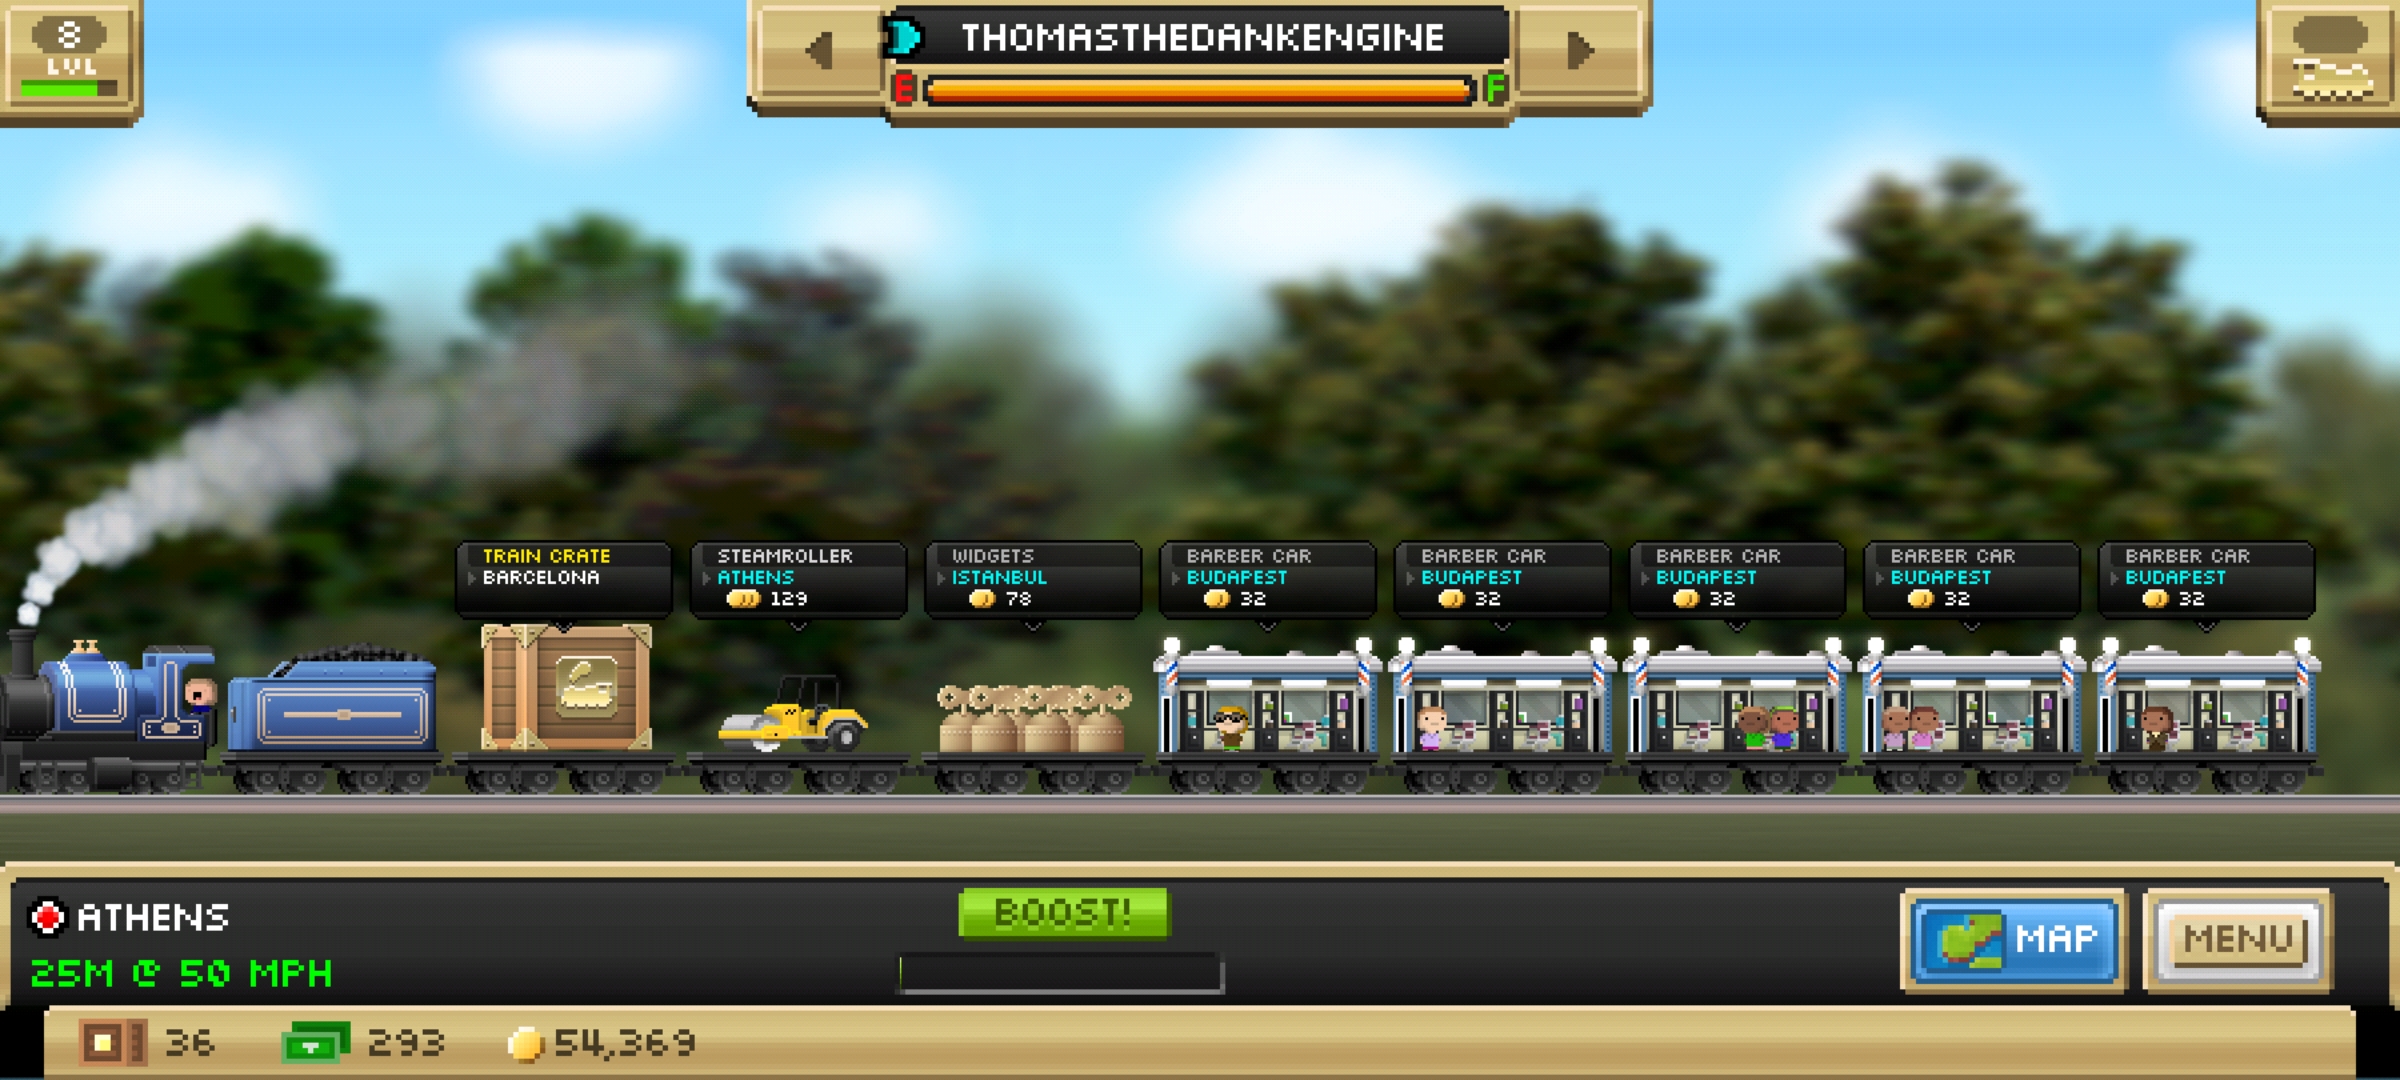 8
LVL
THOMASTHEDANKENGINE
E
F
TRAIN CRATE
BARCELONA
STEAMROLLER
ATHENS
129
WIDGETS
ISTANBUL
78
BARBER CAR
BUDAPEST
32
BARBER CAR
BUDAPEST
32
BARBER CAR
BUDAPEST
32
BARBER CAR
BUDAPEST
32
BARBER CAR
BUDAPEST
32
ATHENS
25M @ 50 MPH
BOOST!
MAP
MENU
36
293
54,369